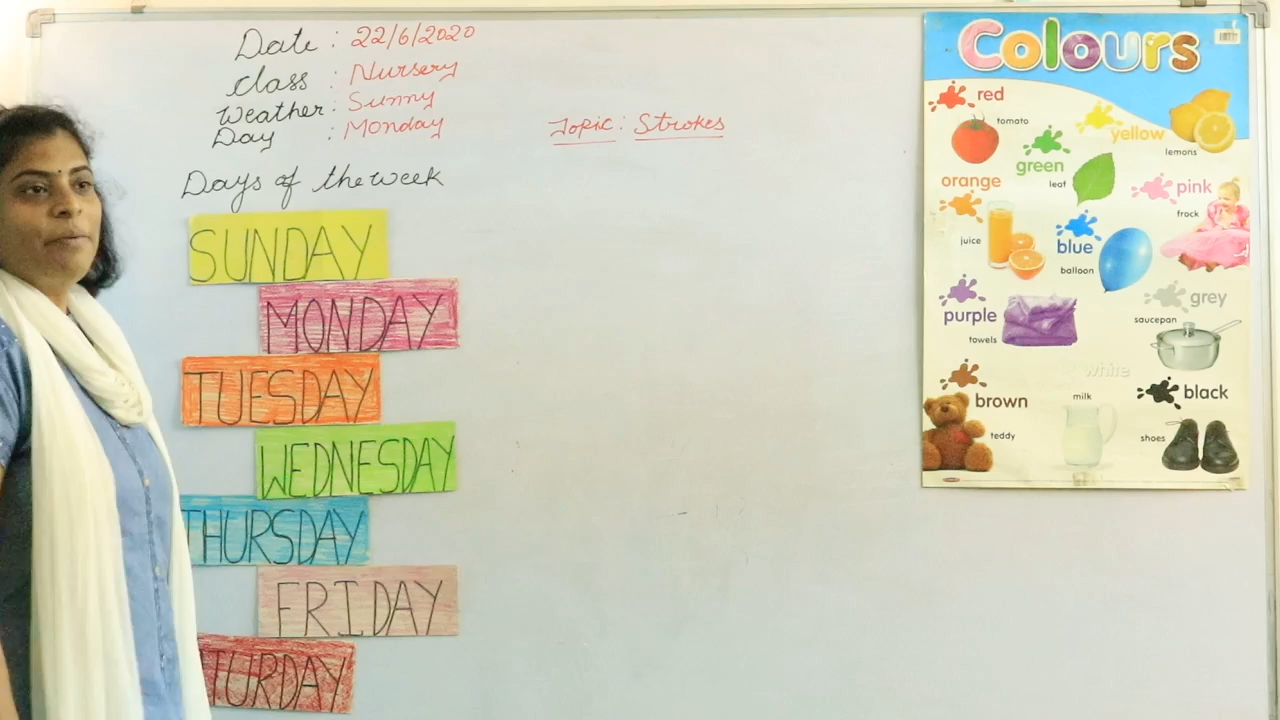 Date : 22/6/2020
Class : Nursery
Weather: Sunny
Day : Monday
Topic: Strokes
Days of the week
SUNDAY
MONDAY
TUESDAY
WEDNESDAY
THURSDAY
FRIDAY
TURDAY
Colours
red
tomato
yellow
lemons
green
leaf
orange
juice
pink
frock
blue
balloon
purple
towels
grey
saucepan
brown
teddy
white
milk
black
shoes